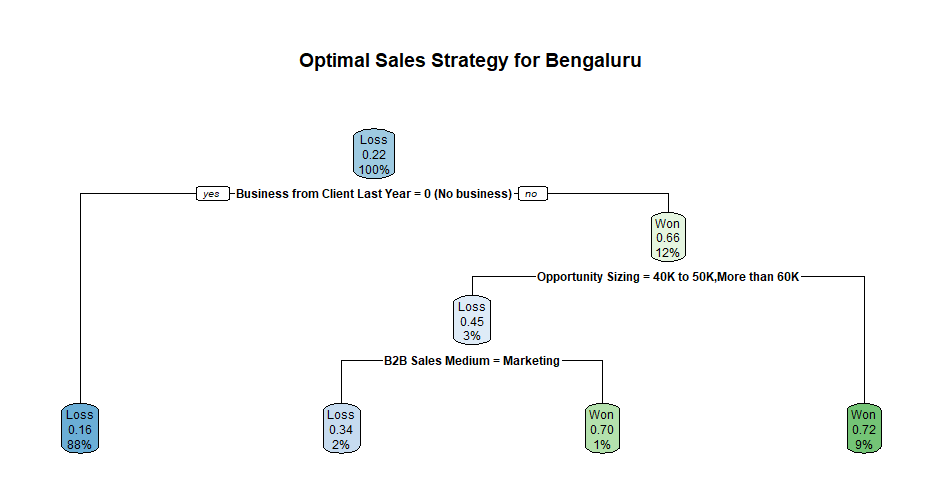 Optimal Sales Strategy for Bengaluru
Loss
0.22
100%
yes
Business from Client Last Year = 0 (No business)
no
Won
0.66
12%
Opportunity Sizing = 40K to 50K,More than 60K
Loss
0.45
3%
B2B Sales Medium = Marketing
Loss
0.16
88%
Loss
0.34
2%
Won
0.70
1%
Won
0.72
9%